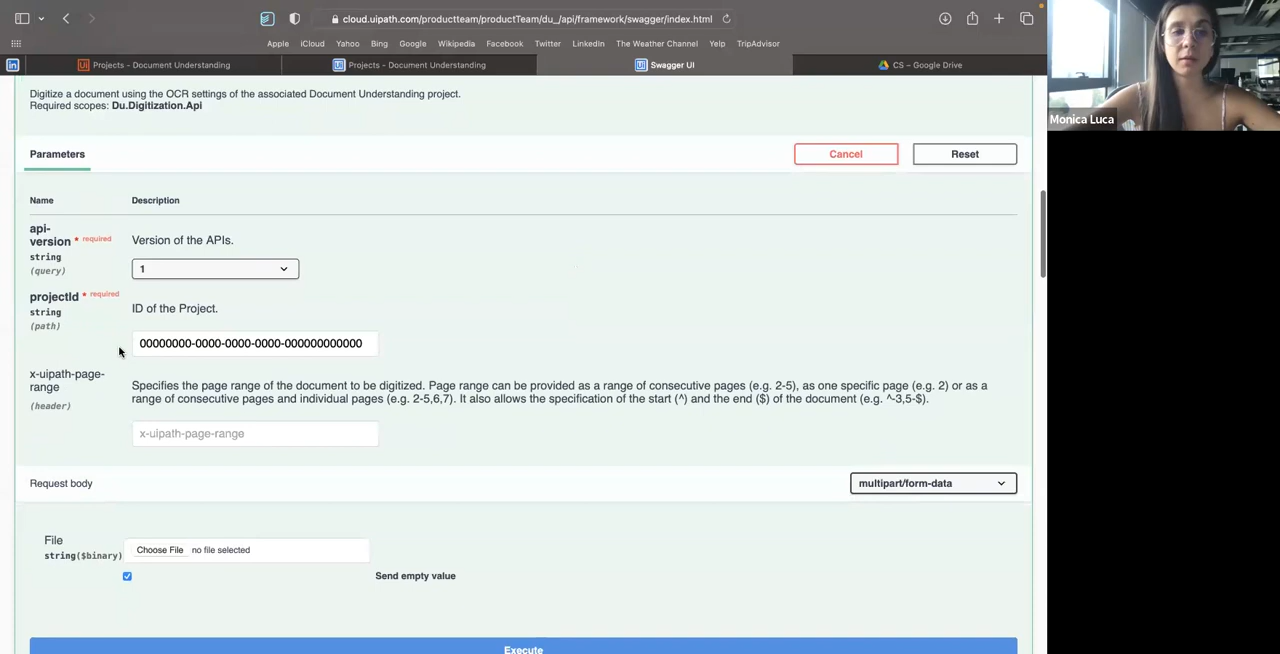 cloud.uipath.com/productteam/productTeam/du_/api/framework/swagger/index.html
Apple iCloud Yahoo Bing Google Wikipedia Facebook Twitter LinkedIn The Weather Channel Yelp TripAdvisor
in Ui Projects - Document Understanding Ui Projects - Document Understanding Ui Swagger UI CS – Google Drive
Monica Luca
Digitize a document using the OCR settings of the associated Document Understanding project.
Required scopes: Du.Digitization.Api
Parameters Cancel Reset
Name Description
api-
version * required Version of the APIs.
string
(query) 1
projectId * required ID of the Project.
string
(path)
00000000-0000-0000-0000-000000000000
x-uipath-page-
range
(header)
Specifies the page range of the document to be digitized. Page range can be provided as a range of consecutive pages (e.g. 2-5), as one specific page (e.g. 2) or as a
range of consecutive pages and individual pages (e.g. 2-5,6,7). It also allows the specification of the start (^) and the end ($) of the document (e.g. ^-3,5-$).
x-uipath-page-range
Request body multipart/form-data
File
string($binary) Choose File no file selected
Send empty value
Execute